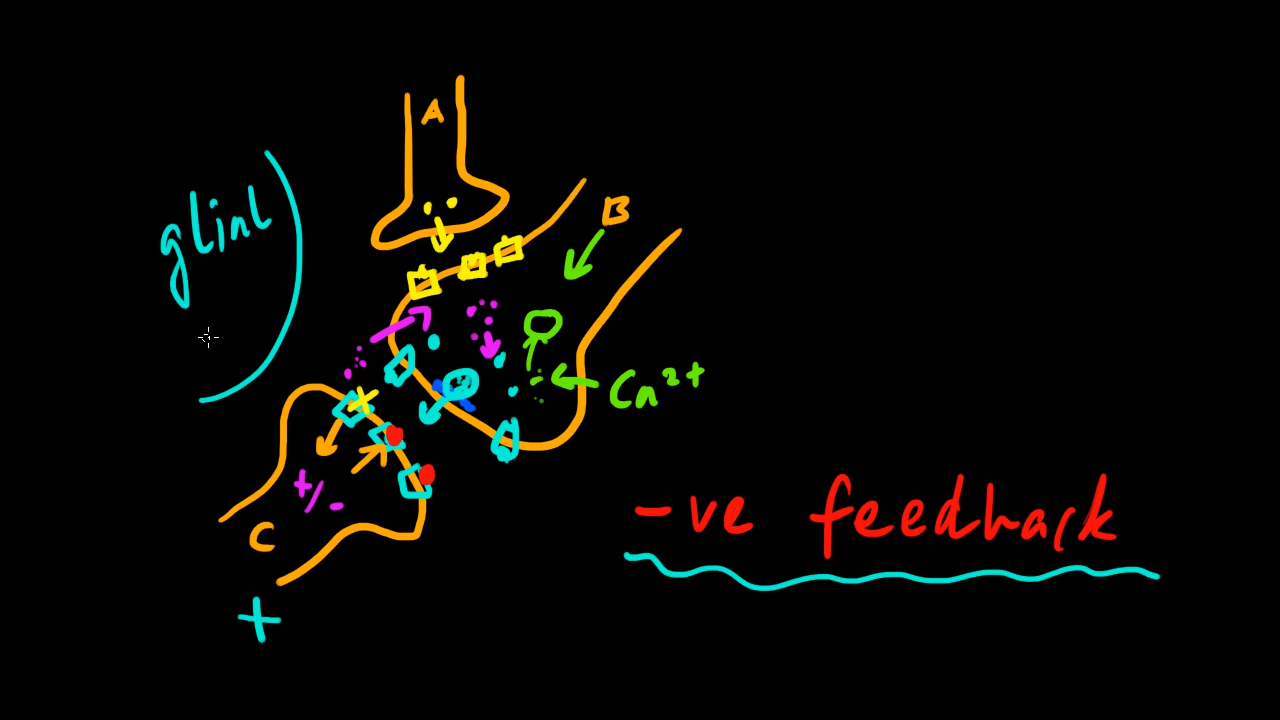 A
B
glial
Ca²⁺
+/-
C
-ve feedback
+